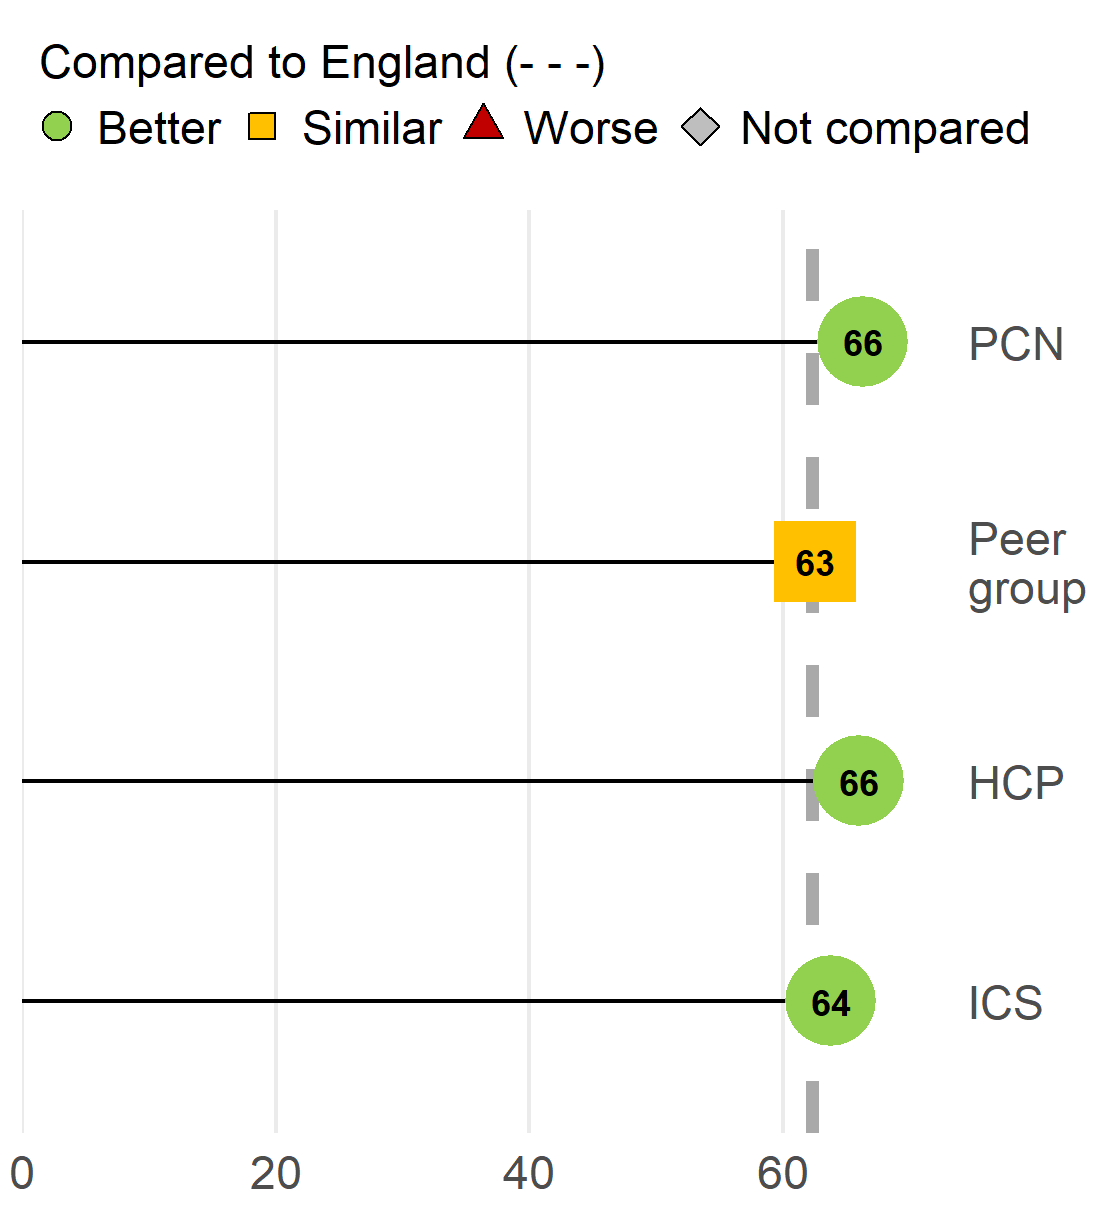 Compared to England (- - -)
Better Similar Worse Not compared
66 PCN
63 Peer
group
66 HCP
64 ICS
0 20 40 60